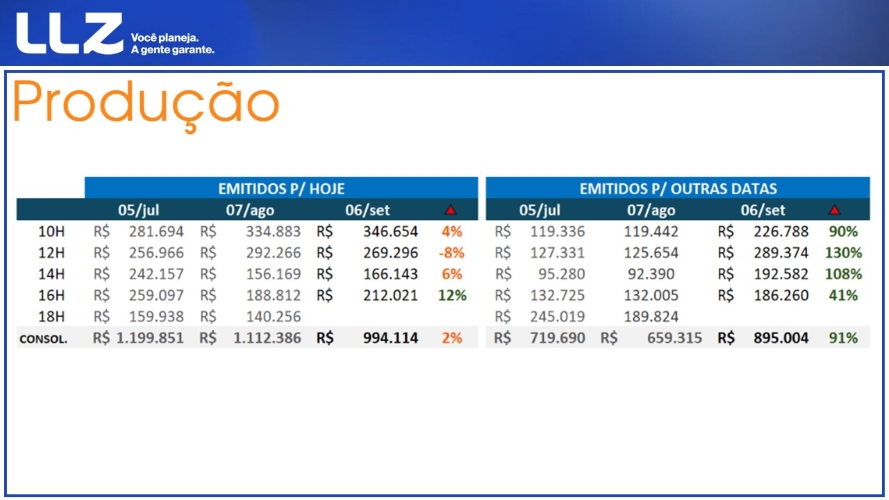 LLZ Você planeja.
A gente garante.
Produção
EMITIDOS P/ HOJE EMITIDOS P/ OUTRAS DATAS
05/jul 07/ago 06/set 05/jul 07/ago 06/set
10H R$ 281.694 R$ 334.883 R$ 346.654 4% R$ 119.336 119.442 R$ 226.788 90%
12H R$ 256.966 R$ 292.266 R$ 269.296 -8% R$ 127.331 125.654 R$ 289.374 130%
14H R$ 242.157 R$ 156.169 R$ 166.143 6% R$ 95.280 92.390 R$ 192.582 108%
16H R$ 259.097 R$ 188.812 R$ 212.021 12% R$ 132.725 132.005 R$ 186.260 41%
18H R$ 159.938 R$ 140.256 R$ 245.019 189.824
CONSOL. R$ 1.199.851 R$ 1.112.386 R$ 994.114 2% R$ 719.690 R$ 659.315 R$ 895.004 91%